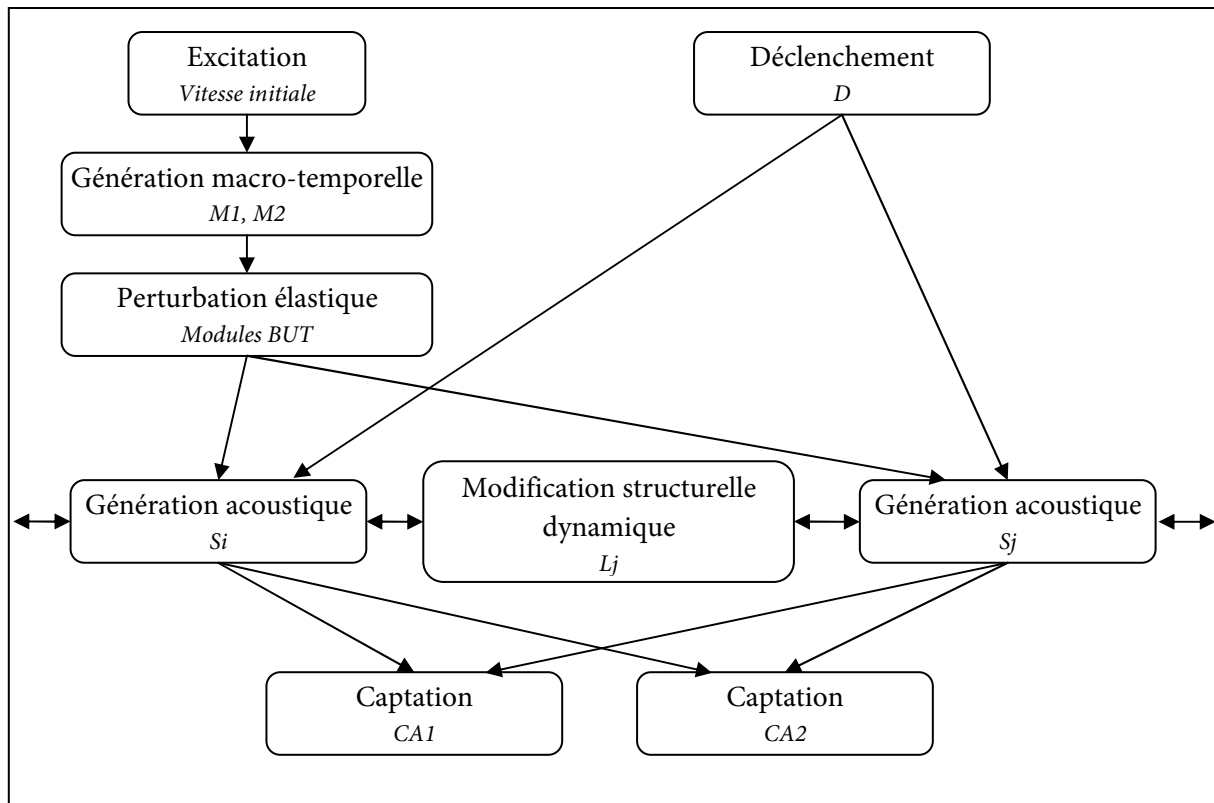 Excitation
Vitesse initiale
Déclenchement
D
Génération macro-temporelle
M1, M2
Perturbation élastique
Modules BUT
Génération acoustique
Si
Modification structurelle
dynamique
Lj
Génération acoustique
Sj
Captation
CA1
Captation
CA2